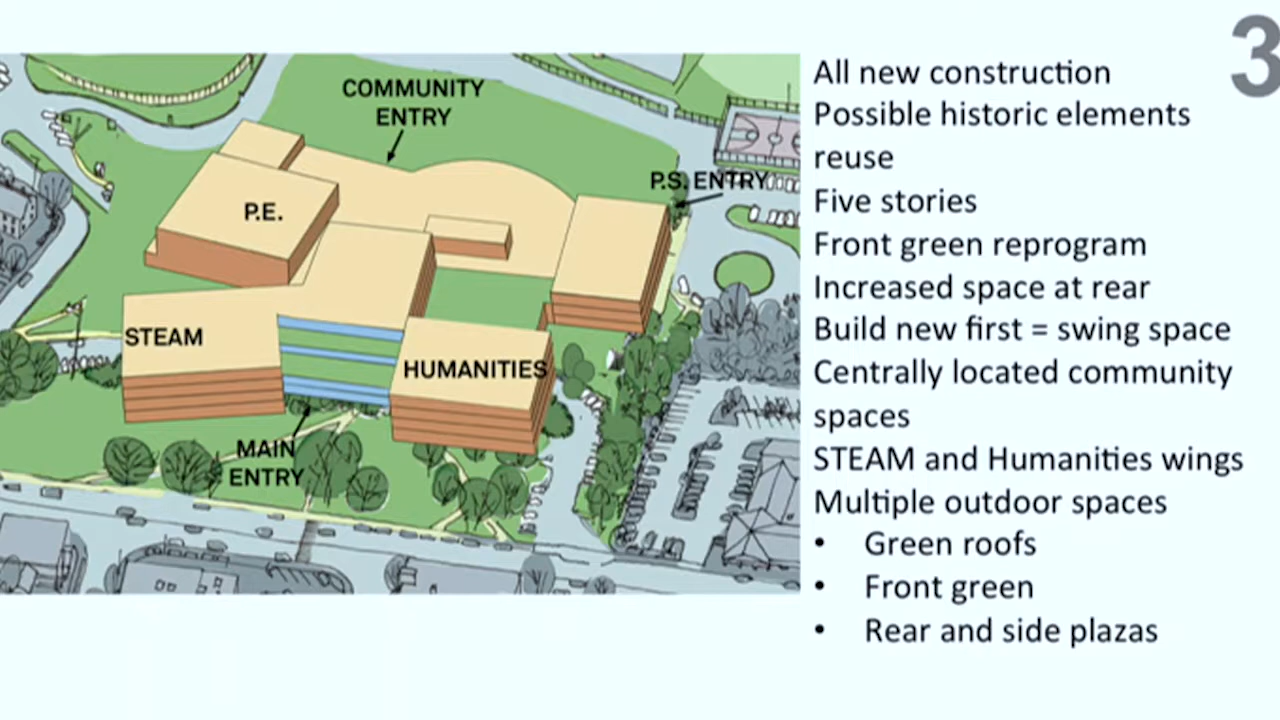 3
All new construction
Possible historic elements
reuse
Five stories
Front green reprogram
Increased space at rear
Build new first = swing space
Centrally located community
spaces
STEAM and Humanities wings
Multiple outdoor spaces
• Green roofs
• Front green
• Rear and side plazas
COMMUNITY
ENTRY
P.S. ENTRY
P.E.
STEAM
HUMANITIES
MAIN
ENTRY